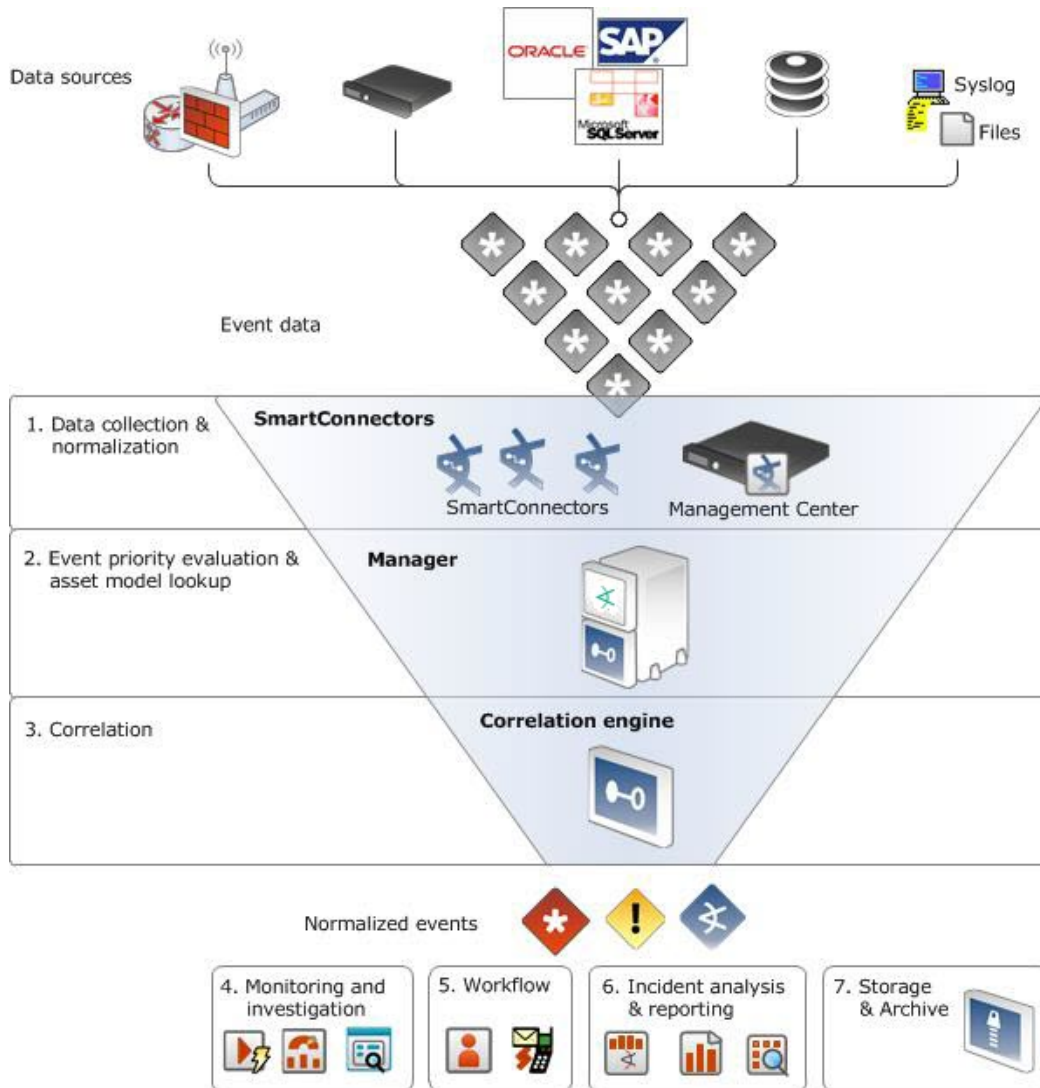 Data sources
ORACLE
SAP
Microsoft
SQL Server
Syslog
Files
Event data
1. Data collection &
normalization
SmartConnectors
SmartConnectors
Management Center
2. Event priority evaluation &
asset model lookup
Manager
3. Correlation
Correlation engine
Normalized events
4. Monitoring and
investigation
5. Workflow
6. Incident analysis
& reporting
7. Storage
& Archive